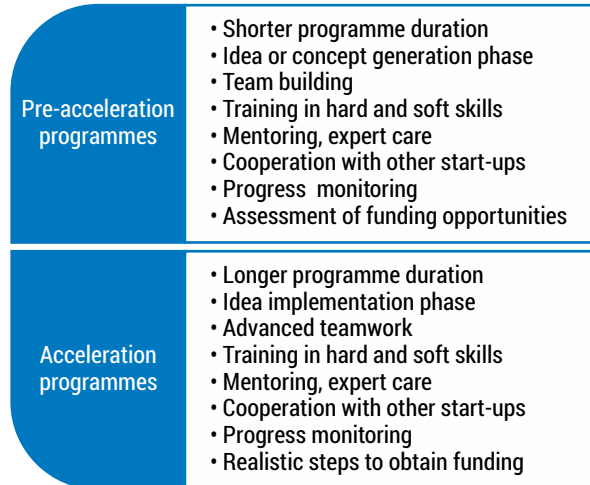 Pre-acceleration
programmes
• Shorter programme duration
• Idea or concept generation phase
• Team building
• Training in hard and soft skills
• Mentoring, expert care
• Cooperation with other start-ups
• Progress monitoring
• Assessment of funding opportunities
Acceleration
programmes
• Longer programme duration
• Idea implementation phase
• Advanced teamwork
• Training in hard and soft skills
• Mentoring, expert care
• Cooperation with other start-ups
• Progress monitoring
• Realistic steps to obtain funding